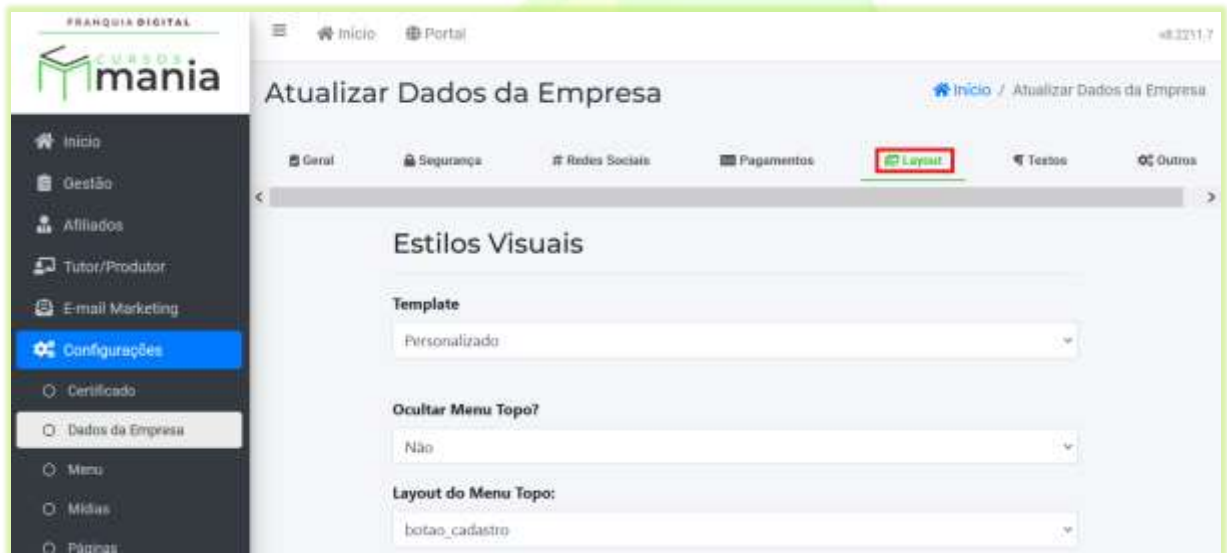 FRANQUIA DIGITAL
CURSOS
mania
Início
Portal
v8.2211.7
Atualizar Dados da Empresa
Início / Atualizar Dados da Empresa
Início
Gestão
Afiliados
Tutor/Produtor
E-mail Marketing
Configurações
Certificado
Dados da Empresa
Menu
Mídias
Páginas
Geral
Segurança
# Redes Sociais
Pagamentos
Layout
Textos
Outros
Estilos Visuais
Template
Personalizado
Ocultar Menu Topo?
Não
Layout do Menu Topo:
botao_cadastro